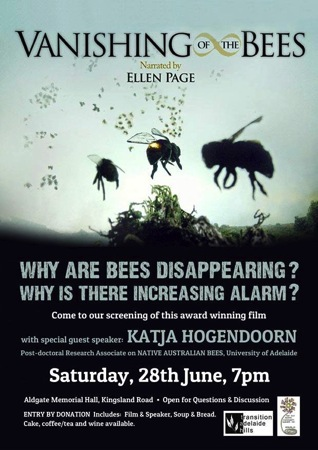 VANISHING OF THE BEES
Narrated by
ELLEN PAGE
WHY ARE BEES DISAPPEARING?
WHY IS THERE INCREASING ALARM?
Come to our screening of this award winning film
with special guest speaker: KATJA HOGENDOORN
Post-doctoral Research Associate on NATIVE AUSTRALIAN BEES, University of Adelaide
Saturday, 28th June, 7pm
Aldgate Memorial Hall, Kingsland Road • Open for Questions & Discussion
ENTRY BY DONATION Includes: Film & Speaker, Soup & Bread.
Cake, coffee/tea and wine available.
transition
adelaide
hills